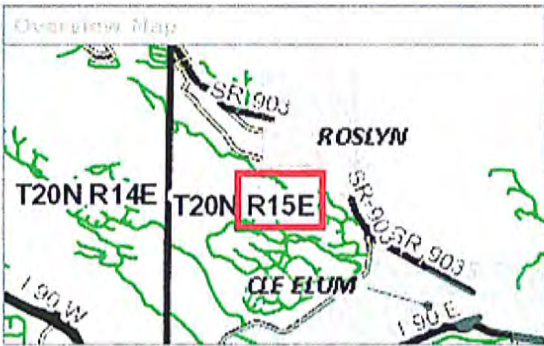 Overview Map
SR 903
ROSLYN
T20N R14E
T20N R15E
SR-903
SR 903
CLE ELUM
I 90 W
I 90 E